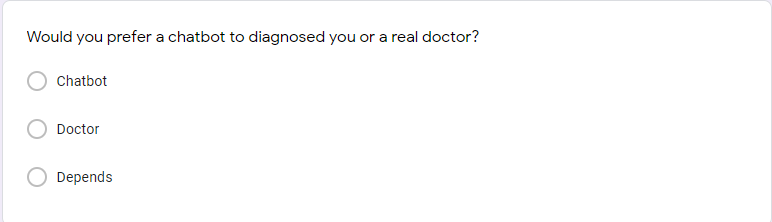 Would you prefer a chatbot to diagnosed you or a real doctor?
Chatbot
Doctor
Depends